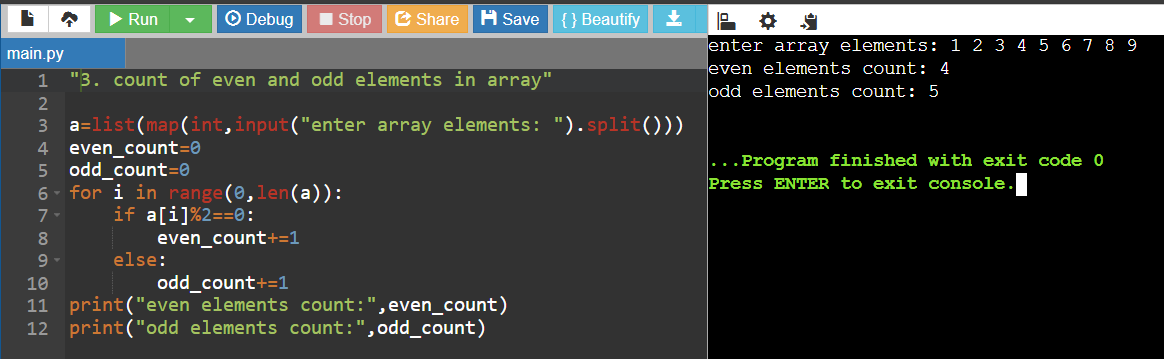 Run Debug Stop Share Save { } Beautify
main.py
1 "3. count of even and odd elements in array"
2
3 a=list(map(int,input("enter array elements: ").split()))
4 even_count=0
5 odd_count=0
6 for i in range(0,len(a)):
7     if a[i]%2==0:
8         even_count+=1
9     else:
10         odd_count+=1
11 print("even elements count:",even_count)
12 print("odd elements count:",odd_count)
enter array elements: 1 2 3 4 5 6 7 8 9
even elements count: 4
odd elements count: 5
...Program finished with exit code 0
Press ENTER to exit console.